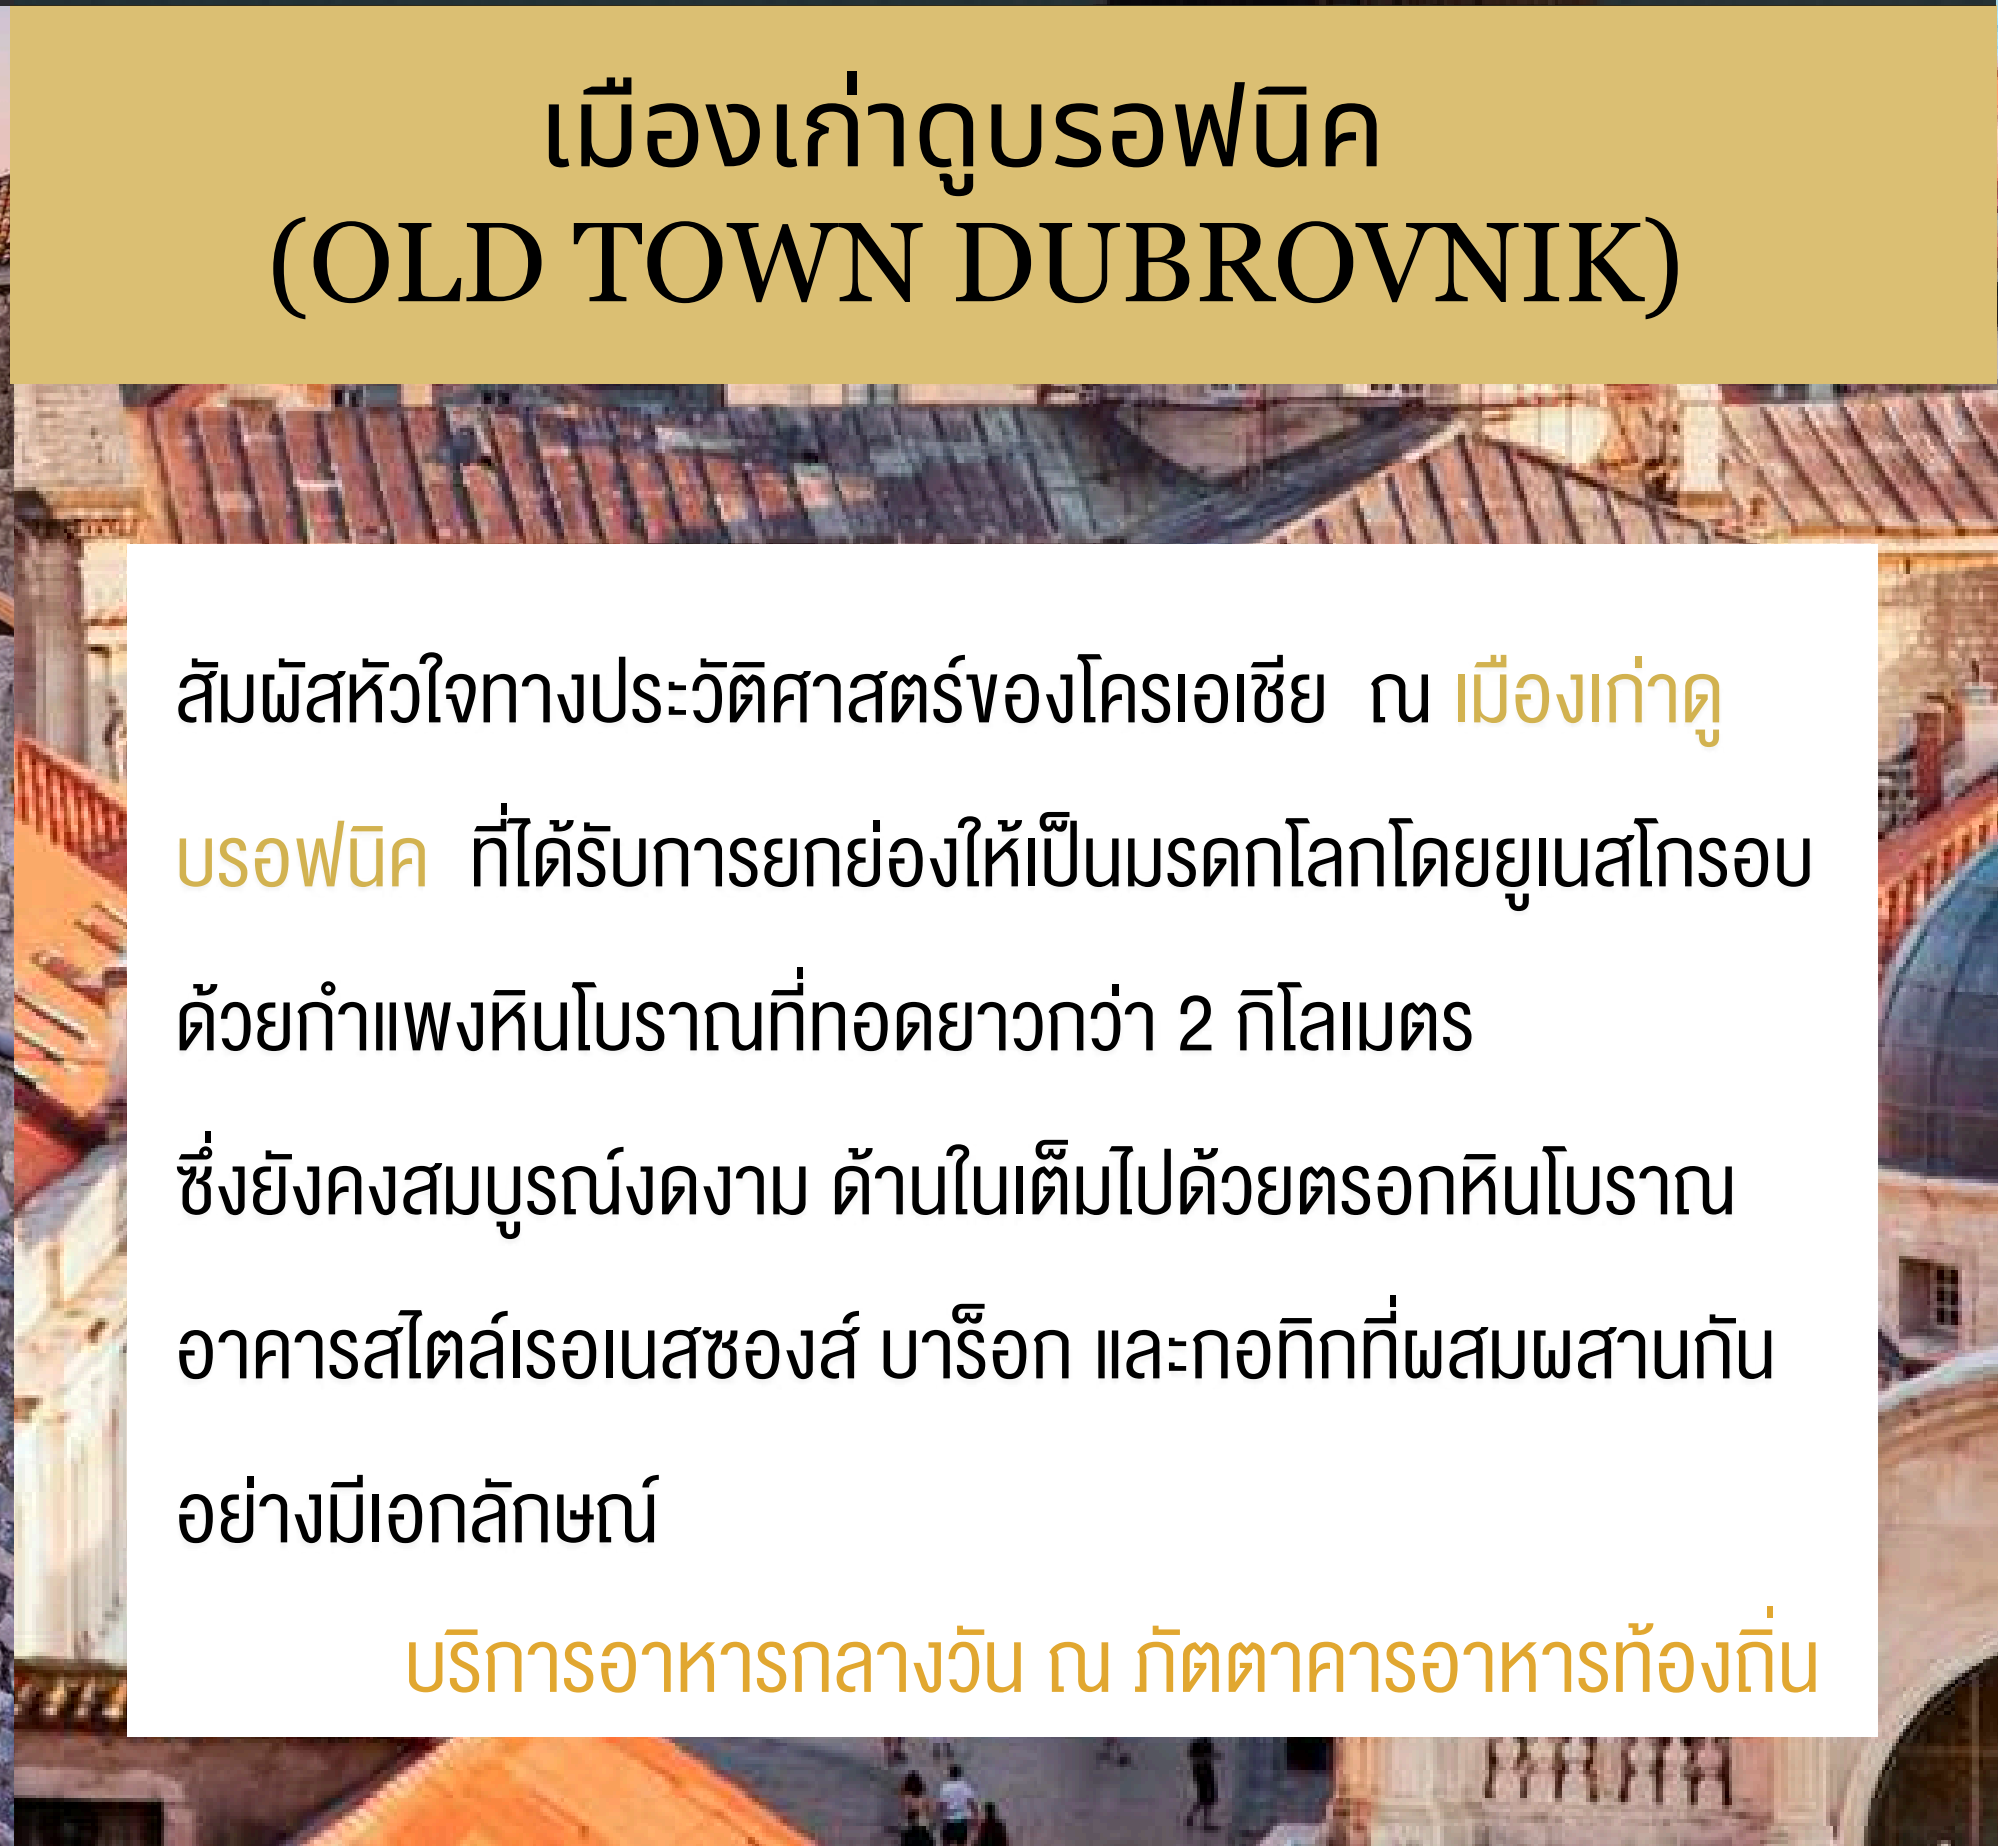 เมืองเก่าดูบรอฟนิค
(OLD TOWN DUBROVNIK)
สัมผัสหัวใจทางประวัติศาสตร์ของโครเอเชีย ณ เมืองเก่าดู
บรอฟนิค ที่ได้รับการยกย่องให้เป็นมรดกโลกโดยยูเนสโกรอบ
ด้วยกำแพงหินโบราณที่ทอดยาวกว่า 2 กิโลเมตร
ซึ่งยังคงสมบูรณ์งดงาม ด้านในเต็มไปด้วยตรอกหินโบราณ
อาคารสไตล์เรอเนสซองส์ บาร็อก และกอทิกที่ผสมผสานกัน
อย่างมีเอกลักษณ์
บริการอาหารกลางวัน ณ ภัตตาคารอาหารท้องถิ่น